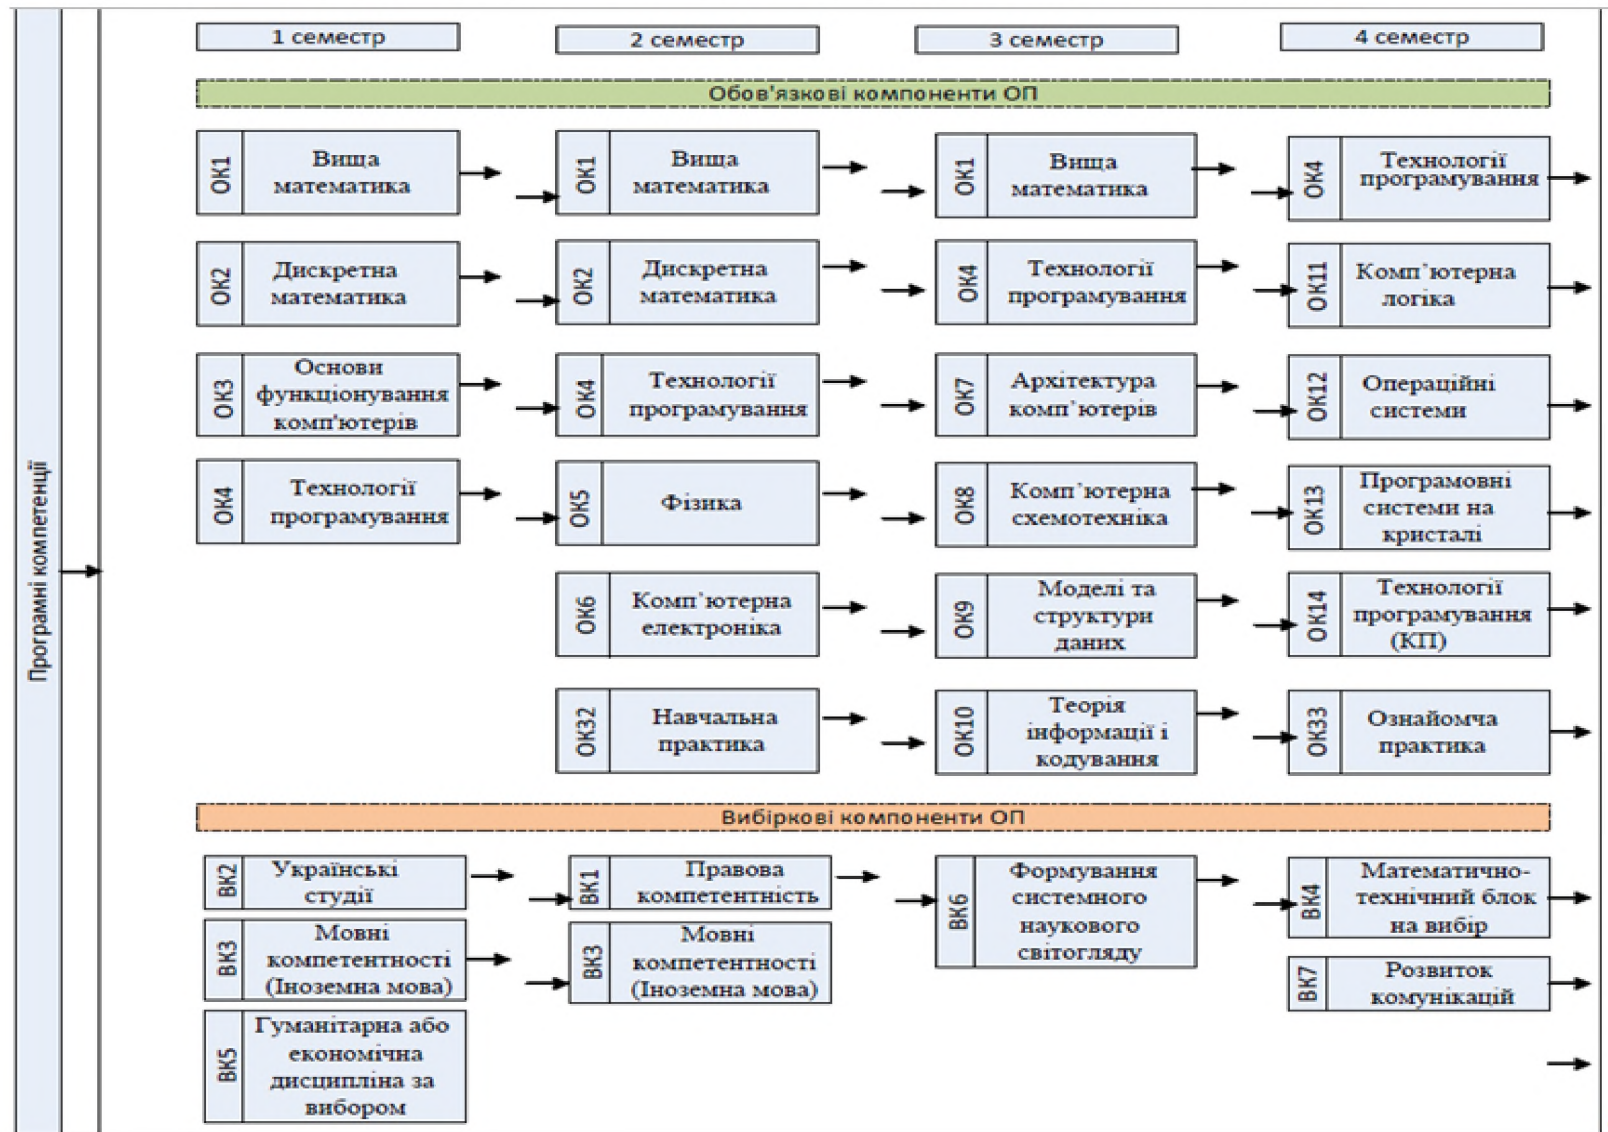 Програмні компетенції
1 семестр
2 семестр
3 семестр
4 семестр
Обов'язкові компоненти ОП
ОК1
Вища
математика
ОК1
Вища
математика
ОК1
Вища
математика
ОК4
Технології
програмування
ОК2
Дискретна
математика
ОК2
Дискретна
математика
ОК4
Технології
програмування
ОК11
Комп`ютерна
логіка
ОК3
Основи
функціонування
комп'ютерів
ОК4
Технології
програмування
ОК7
Архітектура
комп`ютерів
ОК12
Операційні
системи
ОК4
Технології
програмування
ОК5
Фізика
ОК8
Комп`ютерна
схемотехніка
ОК13
Програмовні
системи на
кристалі
ОК6
Комп`ютерна
електроніка
ОК9
Моделі та
структури
даних
ОК14
Технології
програмування
(КП)
ОК32
Навчальна
практика
ОК10
Теорія
інформації і
кодування
ОК33
Ознайомча
практика
Вибіркові компоненти ОП
ВК2
Українські
студії
ВК1
Правова
компетентність
ВК6
Формування
системного
наукового
світогляду
ВК4
Математично-
технічний блок
на вибір
ВК3
Мовні
компетентності
(Іноземна мова)
ВК3
Мовні
компетентності
(Іноземна мова)
ВК7
Розвиток
комунікацій
ВК5
Гуманітарна або
економічна
дисципліна за
вибором